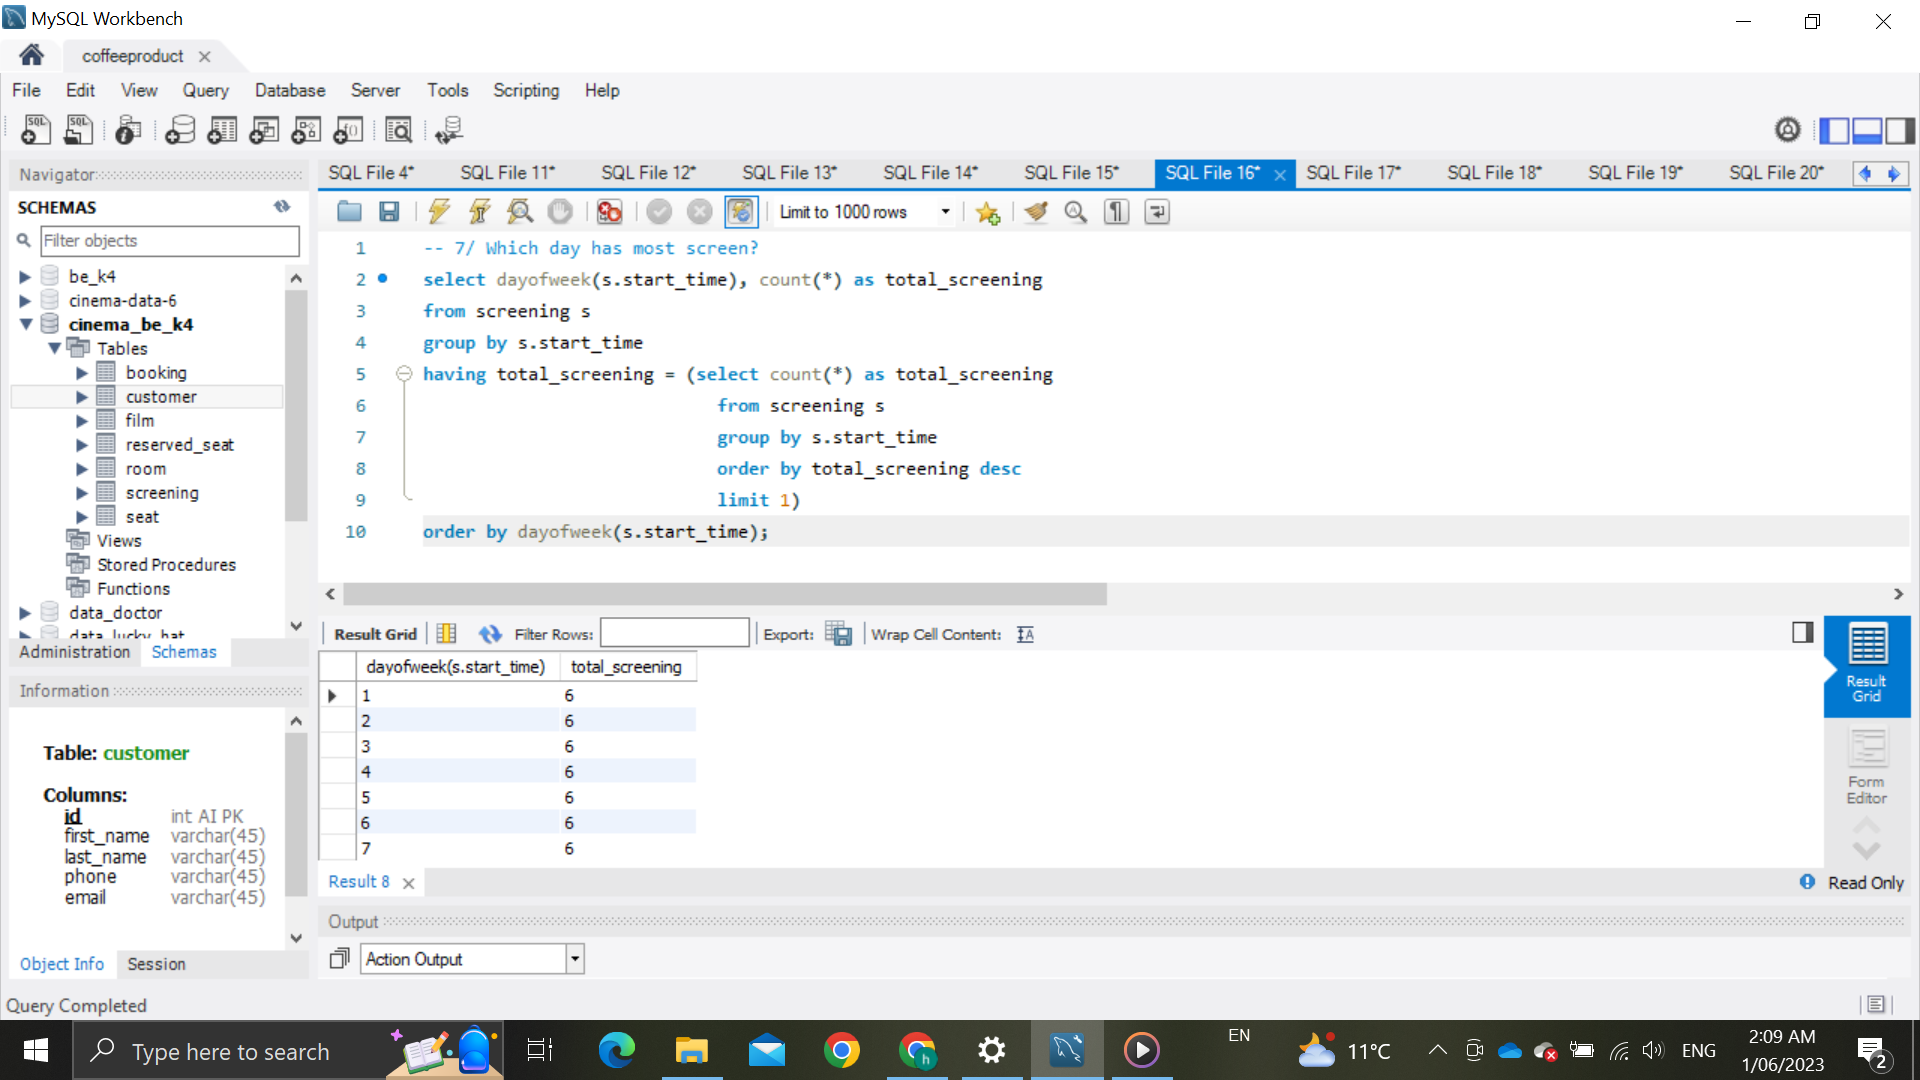 MySQL Workbench
coffeeproduct
File Edit View Query Database Server Tools Scripting Help
Navigator
SCHEMAS
Filter objects
be_k4
cinema-data-6
cinema_be_k4
Tables
booking
customer
film
reserved_seat
room
screening
seat
Views
Stored Procedures
Functions
data_doctor
data_lucky_hat
Administration Schemas
Information
Table: customer
Columns:
id int AI PK
first_name varchar(45)
last_name varchar(45)
phone varchar(45)
email varchar(45)
Object Info Session
SQL File 4* SQL File 11* SQL File 12* SQL File 13* SQL File 14* SQL File 15* SQL File 16* SQL File 17* SQL File 18* SQL File 19* SQL File 20*
Limit to 1000 rows
1 -- 7/ Which day has most screen?
2 select dayofweek(s.start_time), count(*) as total_screening
3 from screening s
4 group by s.start_time
5 having total_screening = (select count(*) as total_screening
6 from screening s
7 group by s.start_time
8 order by total_screening desc
9 limit 1)
10 order by dayofweek(s.start_time);
Result Grid Filter Rows: Export: Wrap Cell Content:
dayofweek(s.start_time) total_screening
1 6
2 6
3 6
4 6
5 6
6 6
7 6
Result Grid
Form Editor
Result 8
Read Only
Output
Action Output
Query Completed
Type here to search
EN
11°C
ENG
2:09 AM
1/06/2023
2